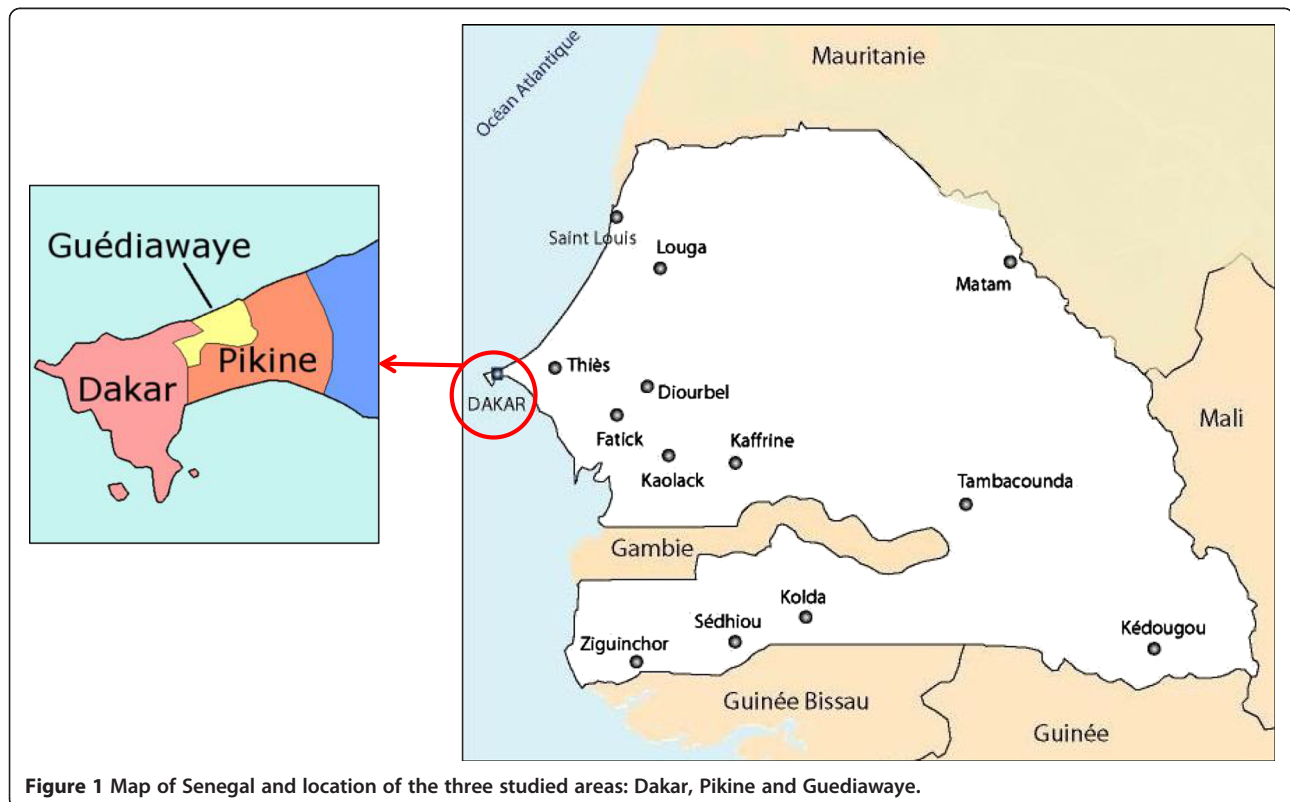 Océan Atlantique
Mauritanie
Saint Louis
Louga
Matam
Guédiawaye
Pikine
Dakar
Thiès
DAKAR
Diourbel
Mali
Fatick
Kaffrine
Kaolack
Tambacounda
Gambie
Kolda
Sédhiou
Kédougou
Ziguinchor
Guinée Bissau
Guinée
Figure 1 Map of Senegal and location of the three studied areas: Dakar, Pikine and Guediawaye.